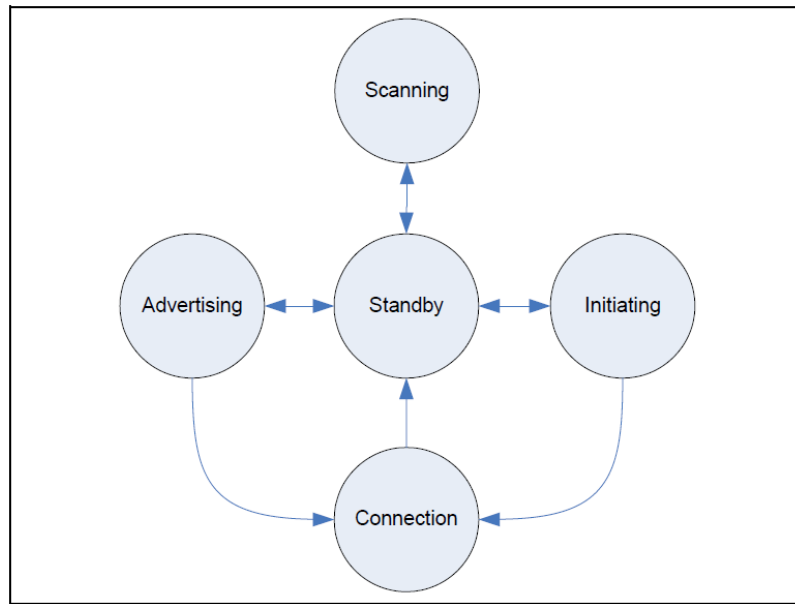 Scanning
Advertising
Standby
Initiating
Connection